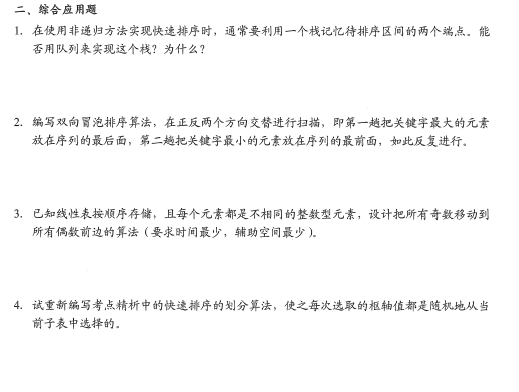 二、综合应用题
1. 在使用非递归方法实现快速排序时，通常要利用一个栈记忆待排序区间的两个端点。能
否用队列来实现这个栈？为什么？
2. 编写双向冒泡排序算法，在正反两个方向交替进行扫描，即第一趟把关键字最大的元素
放在序列的最后面，第二趟把关键字最小的元素放在序列的最前面，如此反复进行。
3. 已知线性表按顺序存储，且每个元素都是不相同的整数型元素，设计把所有奇数移动到
所有偶数前边的算法（要求时间最少，辅助空间最少）。
4. 试重新编写考点精析中的快速排序的划分算法，使之每次选取的枢轴值都是随机地从当
前子表中选择的。